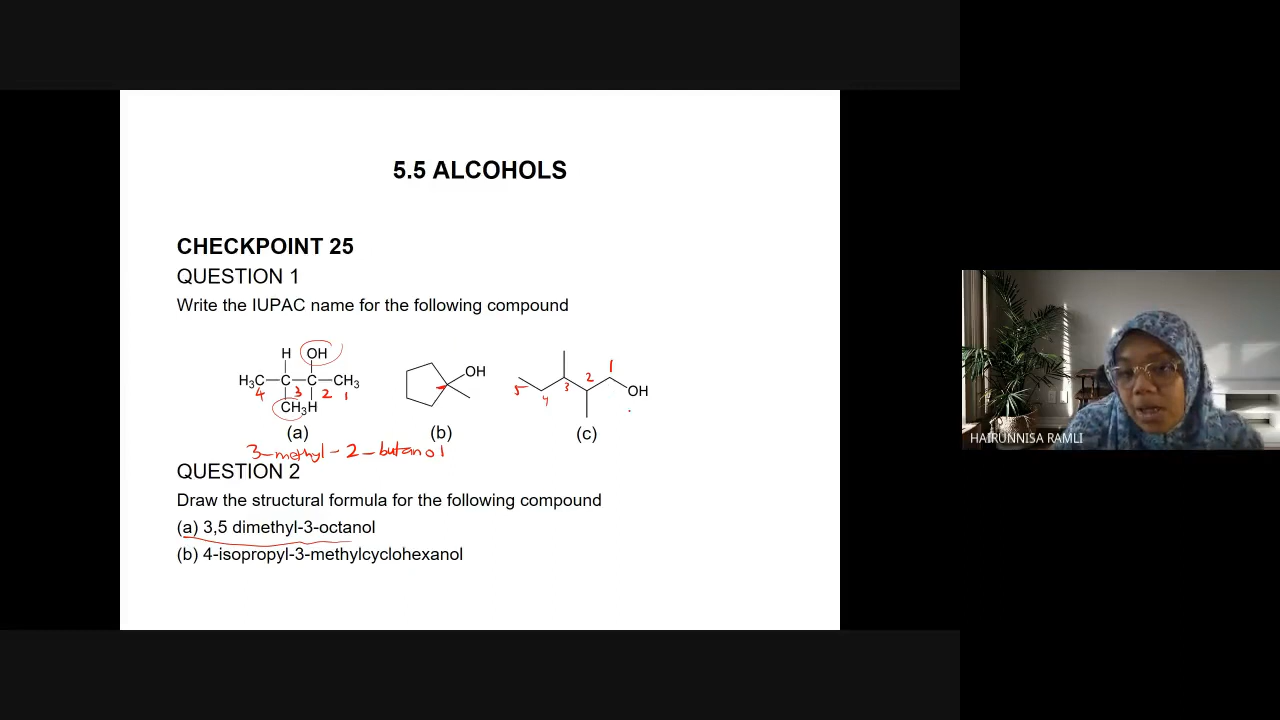 5.5 ALCOHOLS
CHECKPOINT 25
QUESTION 1
Write the IUPAC name for the following compound
H OH
H3C C C CH3
4 3 2 1
CH3 H
(a)
OH
(b)
1
2
3
4
5
OH
(c)
3-methyl-2-butanol
QUESTION 2
Draw the structural formula for the following compound
(a) 3,5 dimethyl-3-octanol
(b) 4-isopropyl-3-methylcyclohexanol
HAIRUNNISA RAMLI